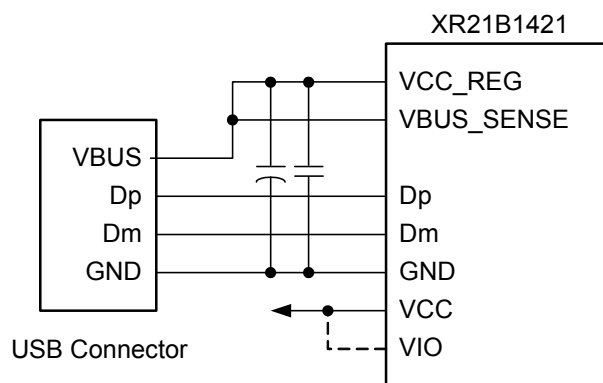 XR21B1421
VCC_REG
VBUS_SENSE
VBUS
Dp
Dp
Dm
Dm
GND
GND
VCC
VIO
USB Connector